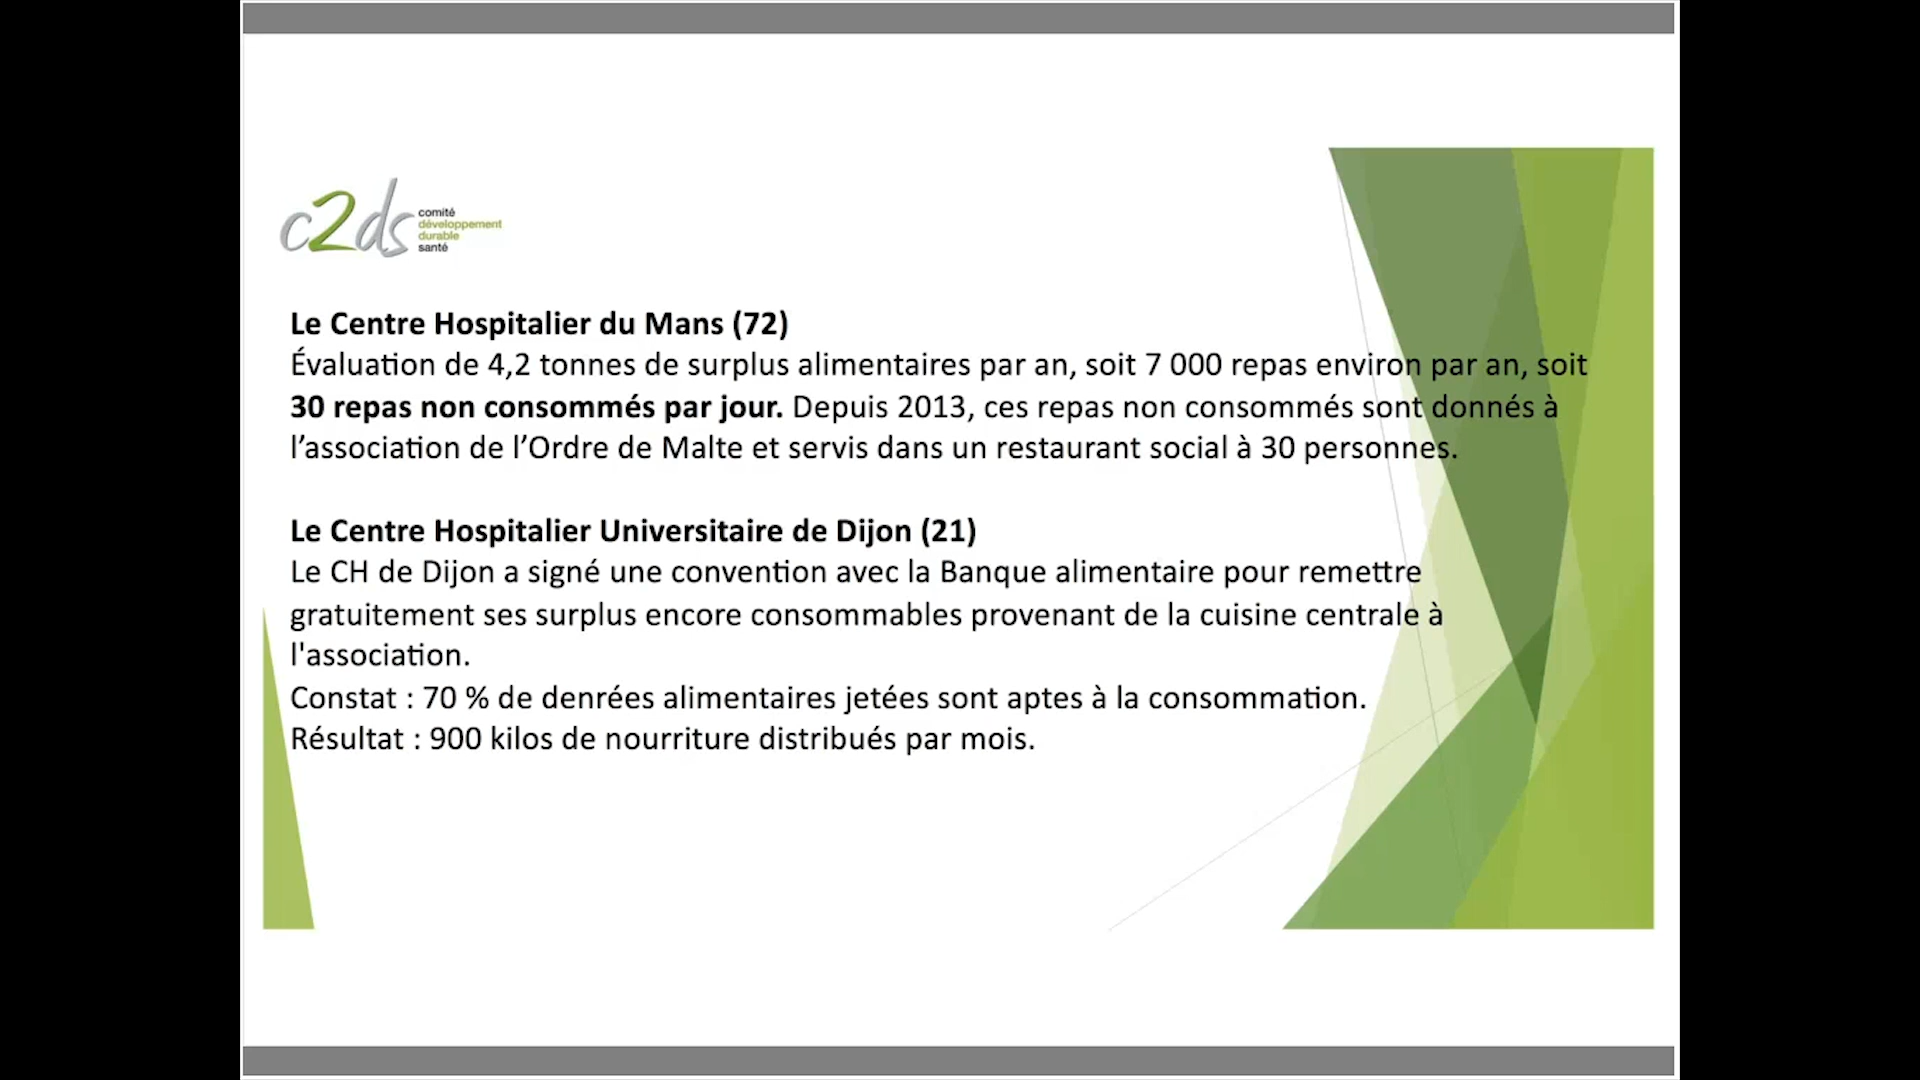 c2ds
comité
développement
durable
santé
Le Centre Hospitalier du Mans (72)
Évaluation de 4,2 tonnes de surplus alimentaires par an, soit 7 000 repas environ par an, soit
30 repas non consommés par jour. Depuis 2013, ces repas non consommés sont donnés à
l’association de l’Ordre de Malte et servis dans un restaurant social à 30 personnes.
Le Centre Hospitalier Universitaire de Dijon (21)
Le CH de Dijon a signé une convention avec la Banque alimentaire pour remettre
gratuitement ses surplus encore consommables provenant de la cuisine centrale à
l'association.
Constat : 70 % de denrées alimentaires jetées sont aptes à la consommation.
Résultat : 900 kilos de nourriture distribués par mois.